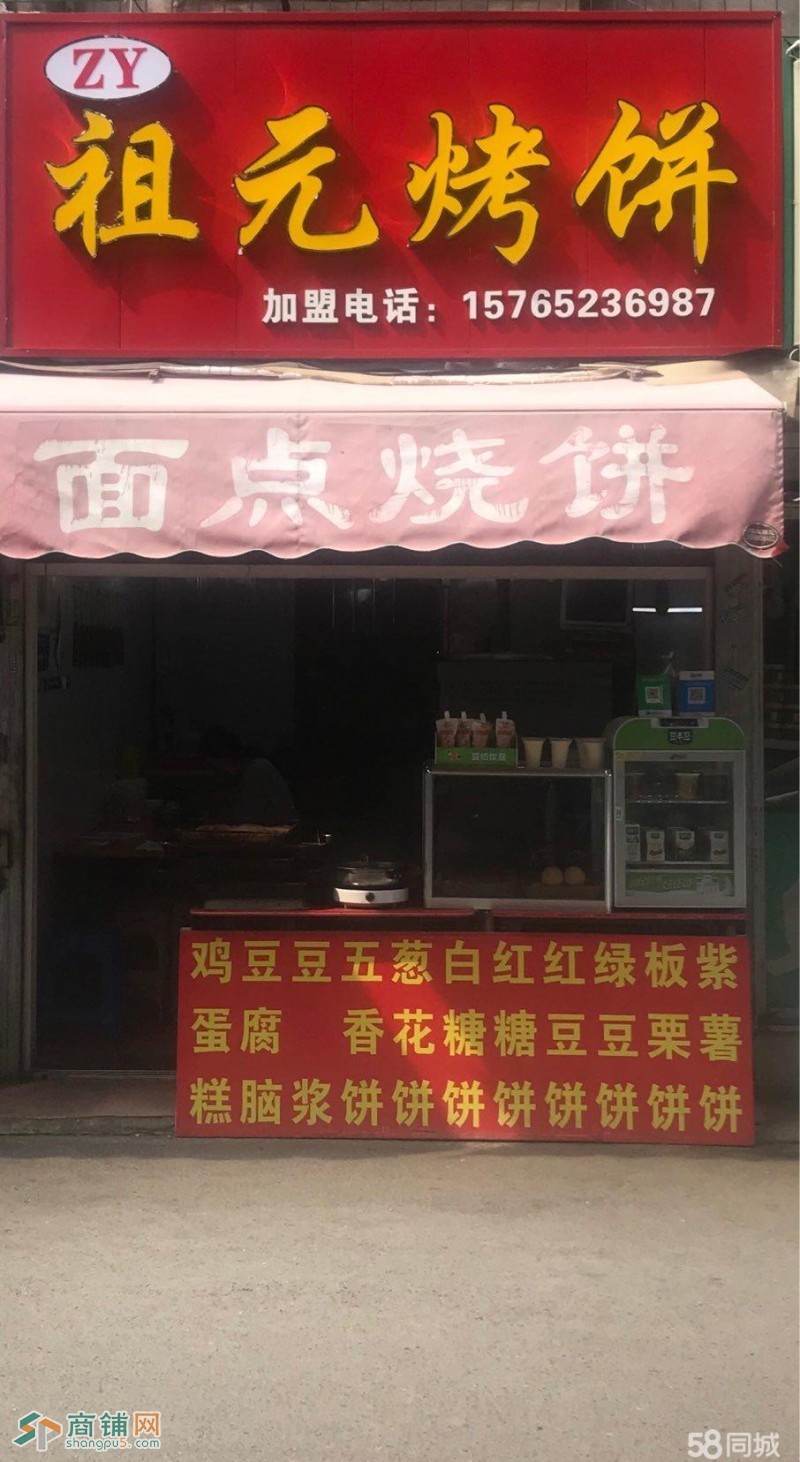 ZY
祖元烤饼
加盟电话：15765236987
面点烧饼
鸡豆豆五葱白红红绿板紫
蛋腐 香花糖糖豆豆栗薯
糕脑浆饼饼饼饼饼饼饼饼
商铺网
shangpu5.com
58同城